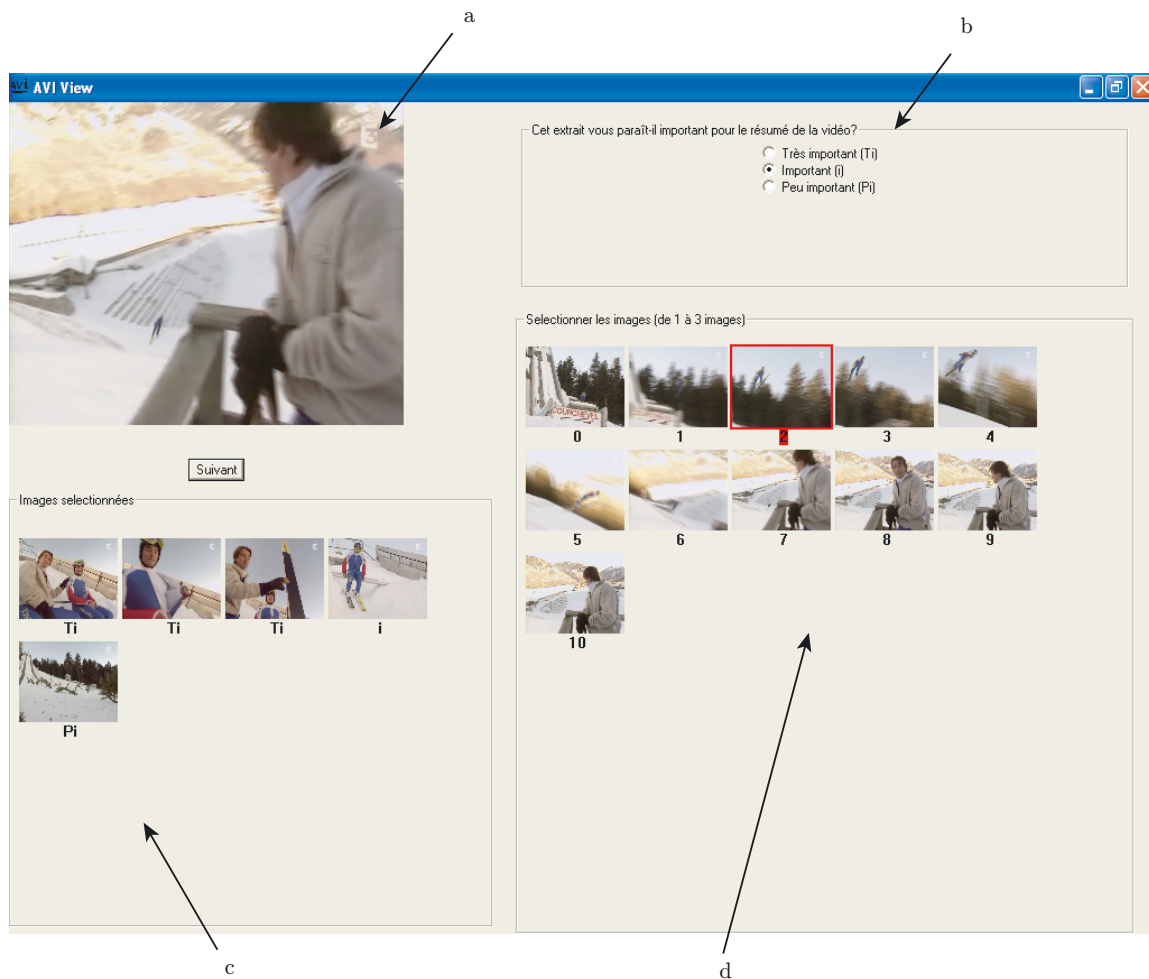 a
b
AVI View
Cet extrait vous paraît-il important pour le résumé de la vidéo?
Très important (Ti)
Important (i)
Peu important (Pi)
Suivant
Images selectionnées
Ti Ti Ti i
Pi
Selectionner les images (de 1 à 3 images)
COURCHEVEL
0 1 2 3 4
5 6 7 8 9
10
c
d